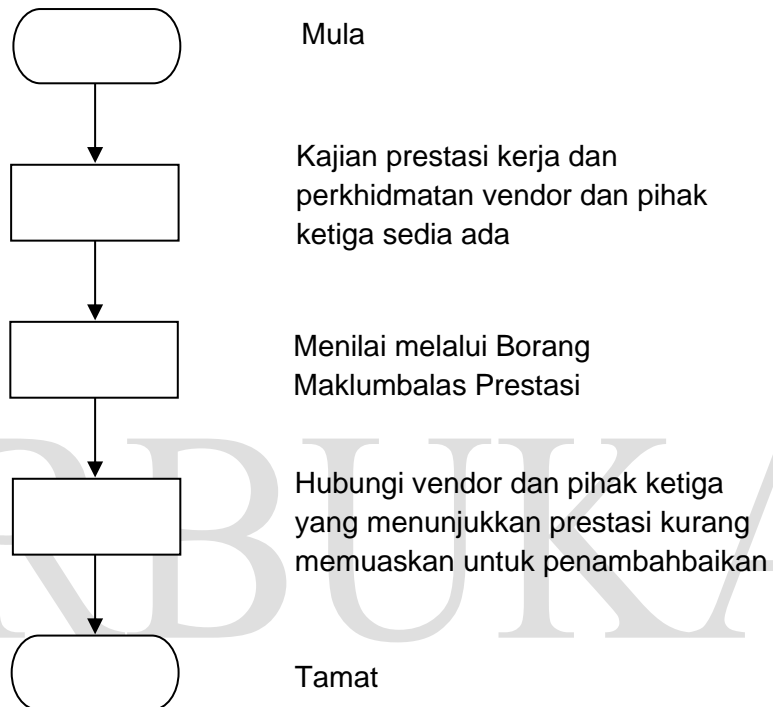 Mula
Kajian prestasi kerja dan
perkhidmatan vendor dan pihak
ketiga sedia ada
Menilai melalui Borang
Maklumbalas Prestasi
RBUKA
Hubungi vendor dan pihak ketiga
yang menunjukkan prestasi kurang
memuaskan untuk penambahbaikan
Tamat